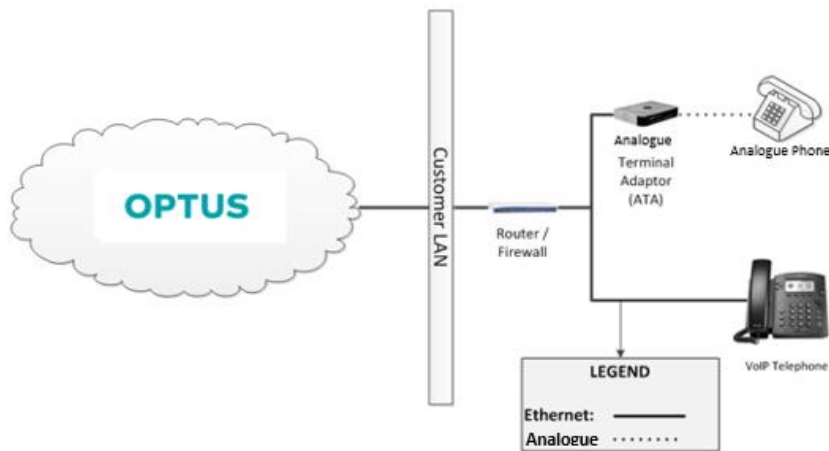 OPTUS
Customer LAN
Router /
Firewall
Analogue
Terminal
Adaptor
(ATA)
Analogue Phone
VoIP Telephone
LEGEND
Ethernet:
Analogue